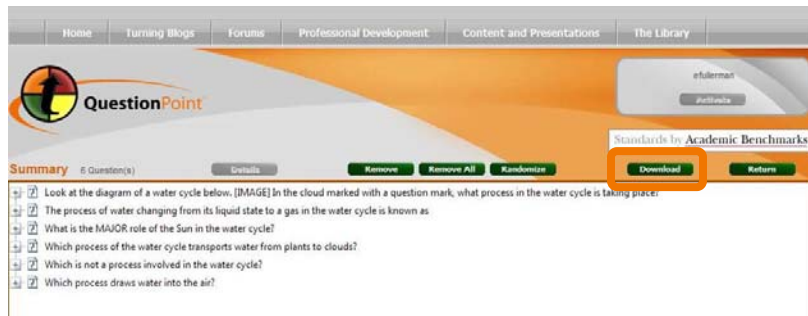 Home Turning Blogs Forums Professional Development Content and Presentations The Library
efulerman
QuestionPoint
Activate
Standards by Academic Benchmarks
Summary 6 Question(s) Details Remove Remove All Randomize Download Return
Look at the diagram of a water cycle below. [IMAGE] In the cloud marked with a question mark, what process in the water cycle is taking place?
The process of water changing from its liquid state to a gas in the water cycle is known as
What is the MAJOR role of the Sun in the water cycle?
Which process of the water cycle transports water from plants to clouds?
Which is not a process involved in the water cycle?
Which process draws water into the air?